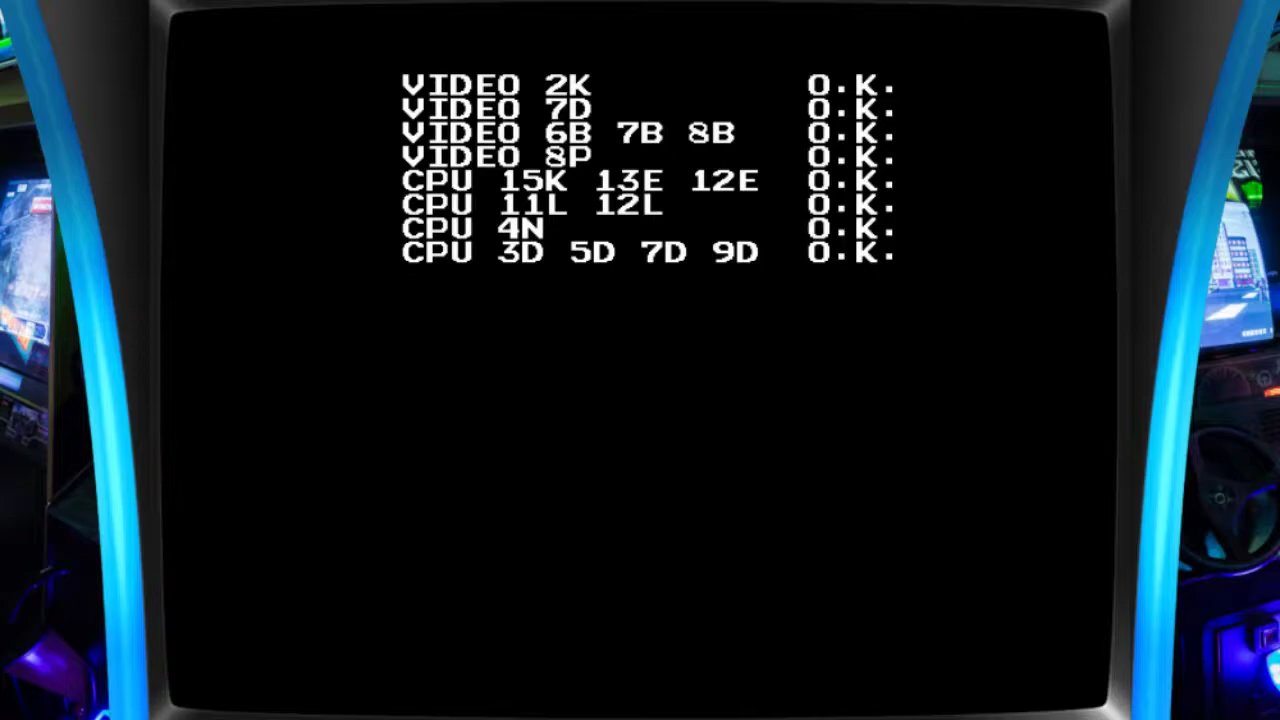 VIDEO 2K O.K.
VIDEO 7D O.K.
VIDEO 6B 7B 8B O.K.
VIDEO 8P O.K.
CPU 15K 13E 12E O.K.
CPU 11L 12L O.K.
CPU 4N O.K.
CPU 3D 5D 7D 9D O.K.